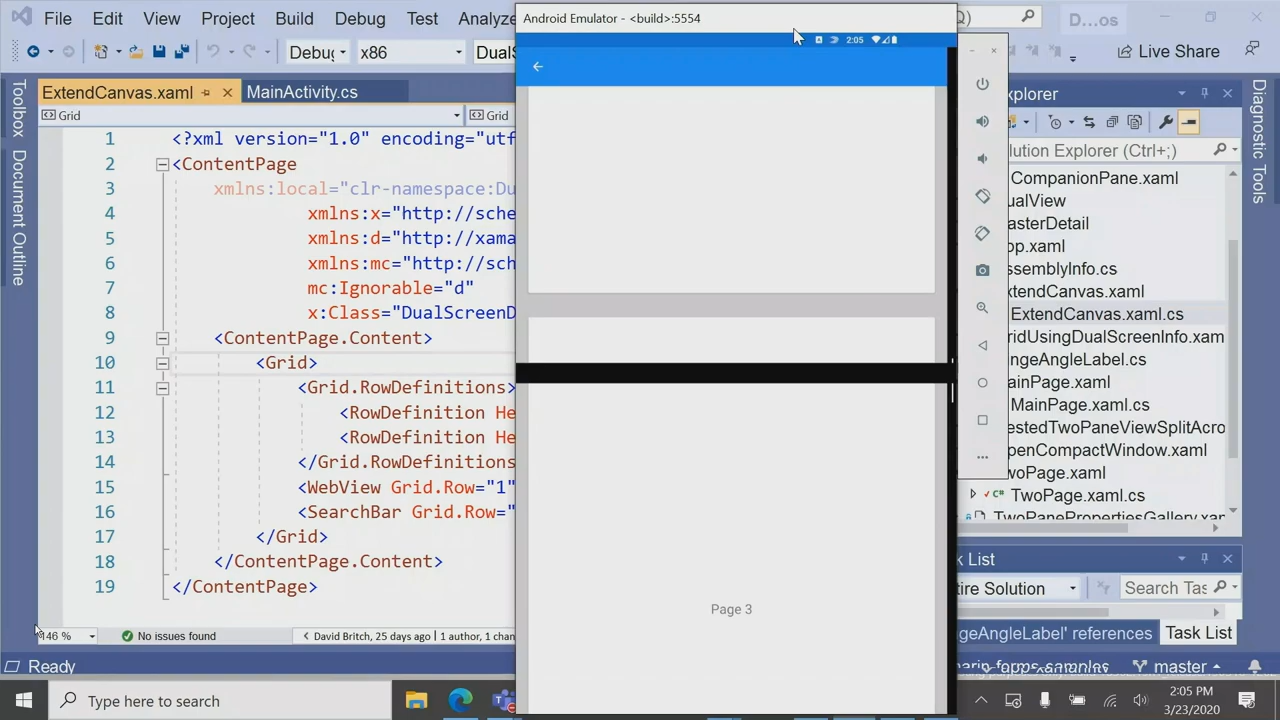 File
Edit
View
Project
Build
Debug
Test
Analyze
Android Emulator - <build>:5554
D...os
x86
Live Share
ExtendCanvas.xaml
MainActivity.cs
2:05
Grid
Grid
Toolbox
Document Outline
1 <?xml version="1.0" encoding="utf
2 <ContentPage
3 xmlns:local="clr-namespace:Du
4 xmlns:x="http://sche
5 xmlns:d="http://xama
6 xmlns:mc="http://sch
7 mc:Ignorable="d"
8 x:Class="DualScreenD
9 <ContentPage.Content>
10 <Grid>
11 <Grid.RowDefinitions>
12 <RowDefinition He
13 <RowDefinition He
14 </Grid.RowDefinitions
15 <WebView Grid.Row="1"
16 <SearchBar Grid.Row="
17 </Grid>
18 </ContentPage.Content>
19 </ContentPage>
Page 3
xplorer
lution Explorer (Ctrl+;)
CompanionPane.xaml
ualView
asterDetail
pp.xaml
ssemblyInfo.cs
xtendCanvas.xaml
ExtendCanvas.xaml.cs
ridUsingDualScreenInfo.xam
ngeAngleLabel.cs
ainPage.xaml
MainPage.xaml.cs
estedTwoPaneViewSplitAcro
penCompactWindow.xaml
woPage.xaml
C# TwoPage.xaml.cs
woPanePropertiesGallery.xar
k List
tire Solution
Search Tas
geAngleLabel' references
Task List
Diagnostic Tools
146 %
No issues found
David Britch, 25 days ago | 1 author, 1 chan
Ready
master
Type here to search
2:05 PM
3/23/2020